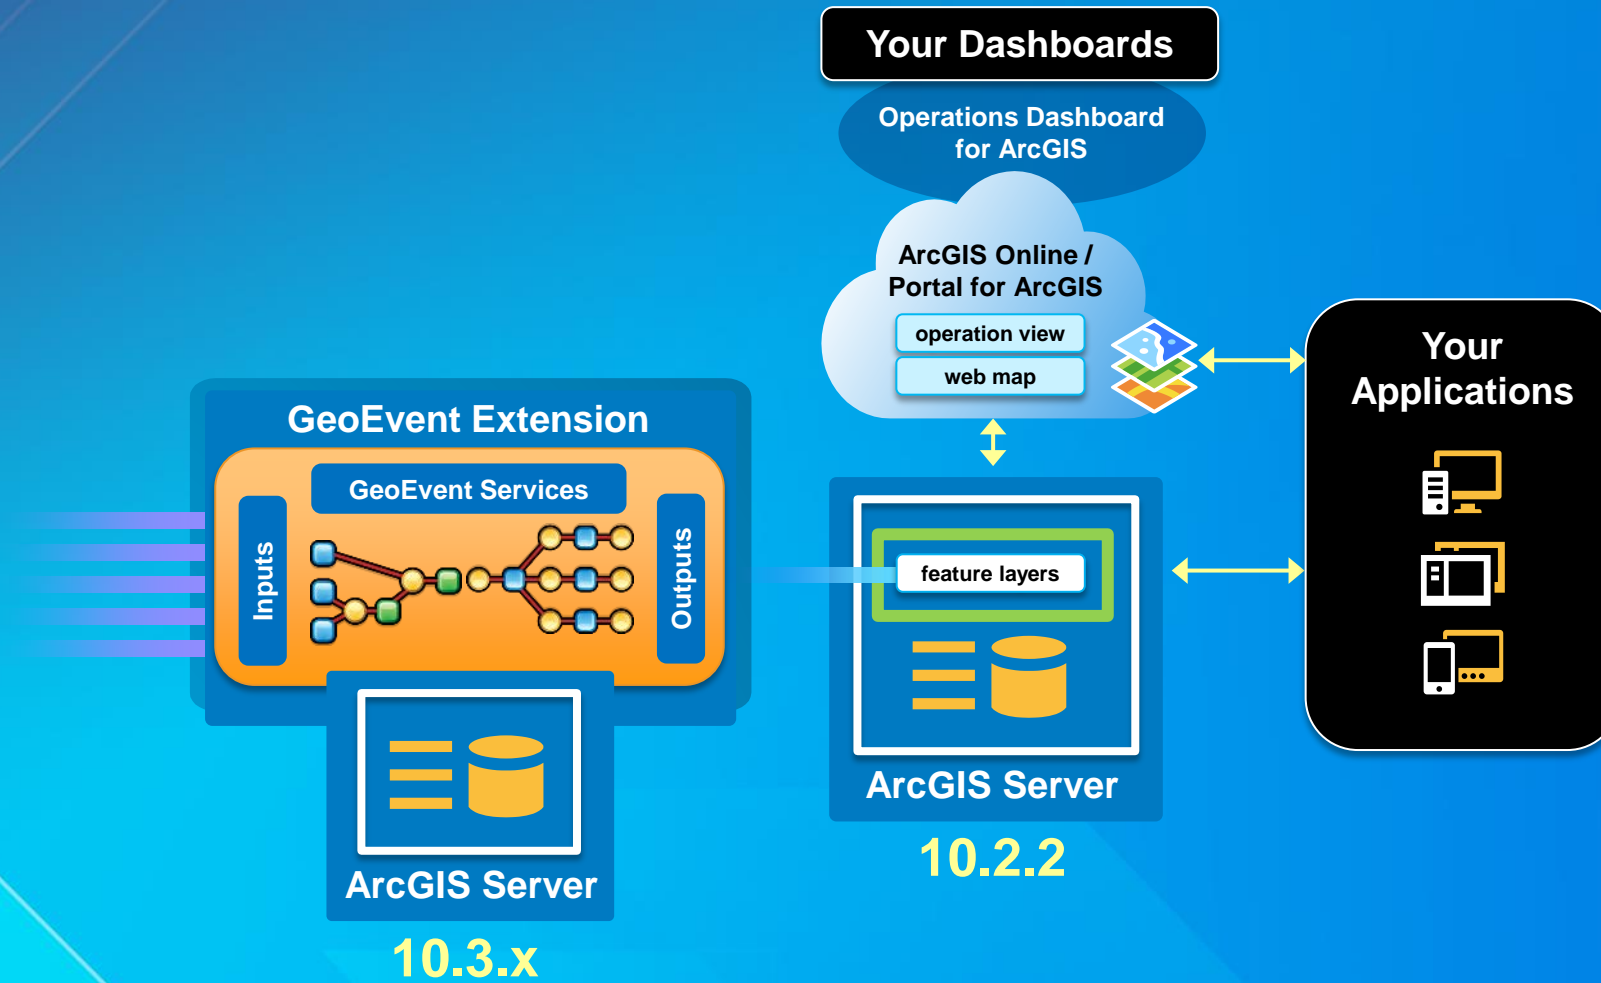 Your Dashboards
Operations Dashboard
for ArcGIS
ArcGIS Online /
Portal for ArcGIS
operation view
web map
Your
Applications
GeoEvent Extension
GeoEvent Services
Inputs
Outputs
feature layers
ArcGIS Server
10.2.2
ArcGIS Server
10.3.x